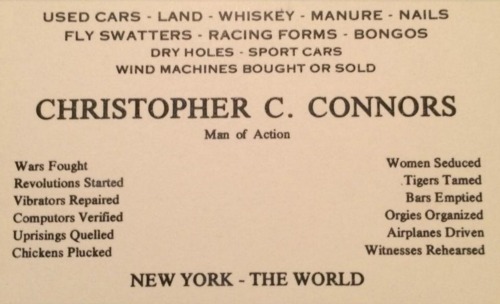 USED CARS - LAND - WHISKEY - MANURE - NAILS
FLY SWATTERS - RACING FORMS - BONGOS
DRY HOLES - SPORT CARS
WIND MACHINES BOUGHT OR SOLD
CHRISTOPHER C. CONNORS
Man of Action
Wars Fought
Revolutions Started
Vibrators Repaired
Computors Verified
Uprisings Quelled
Chickens Plucked
Women Seduced
Tigers Tamed
Bars Emptied
Orgies Organized
Airplanes Driven
Witnesses Rehearsed
NEW YORK - THE WORLD